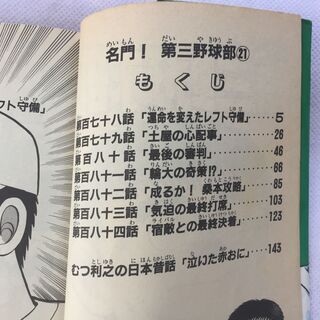 レフト守備」
名門! 第三野球部㉑
もくじ
第百七十八話「運命を変えたレフト守備」……5
第百七十九話「土屋の心配事」……26
第百八十話「最後の審判」……46
第百八十一話「輪大の奇策!?」……66
第百八十二話「成るか! 桑本攻略」……85
第百八十三話「気迫の最終打席」……103
第百八十四話「宿敵との最終決着」……123
むつ利之の日本昔話「泣いた赤おに」……143